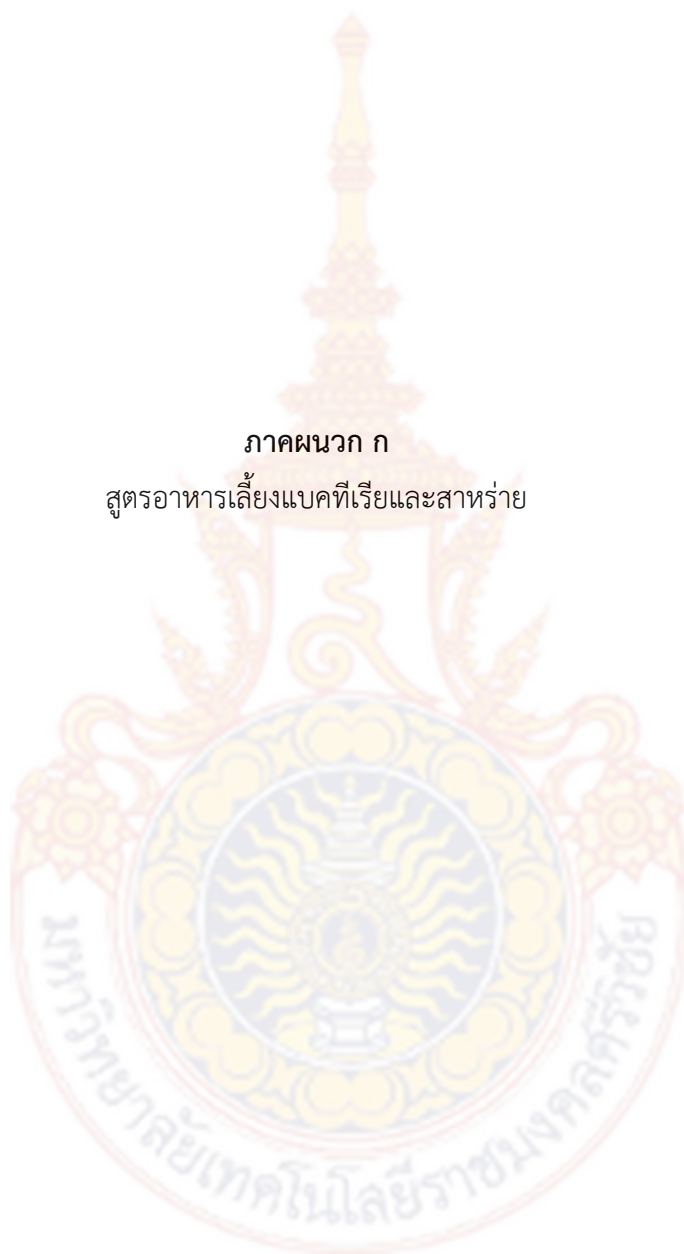 ภาคผนวก ก
สูตรอาหารเลี้ยงแบคทีเรียและสาหร่าย
มหาวิทยาลัยเทคโนโลยีราชมงคลศรีวิชัย